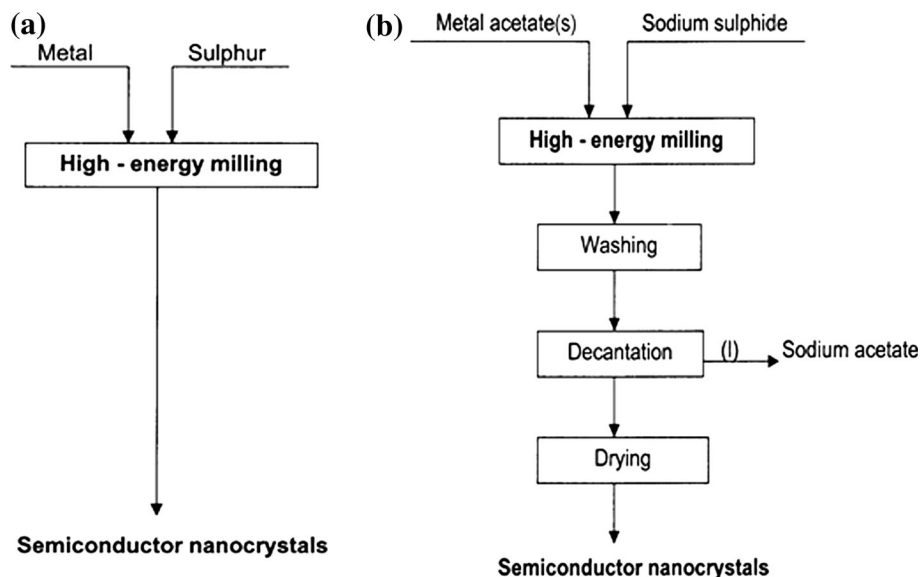 (a)
Metal
Sulphur
High - energy milling
Semiconductor nanocrystals
(b)
Metal acetate(s)
Sodium sulphide
High - energy milling
Washing
Decantation
(l)
Sodium acetate
Drying
Semiconductor nanocrystals